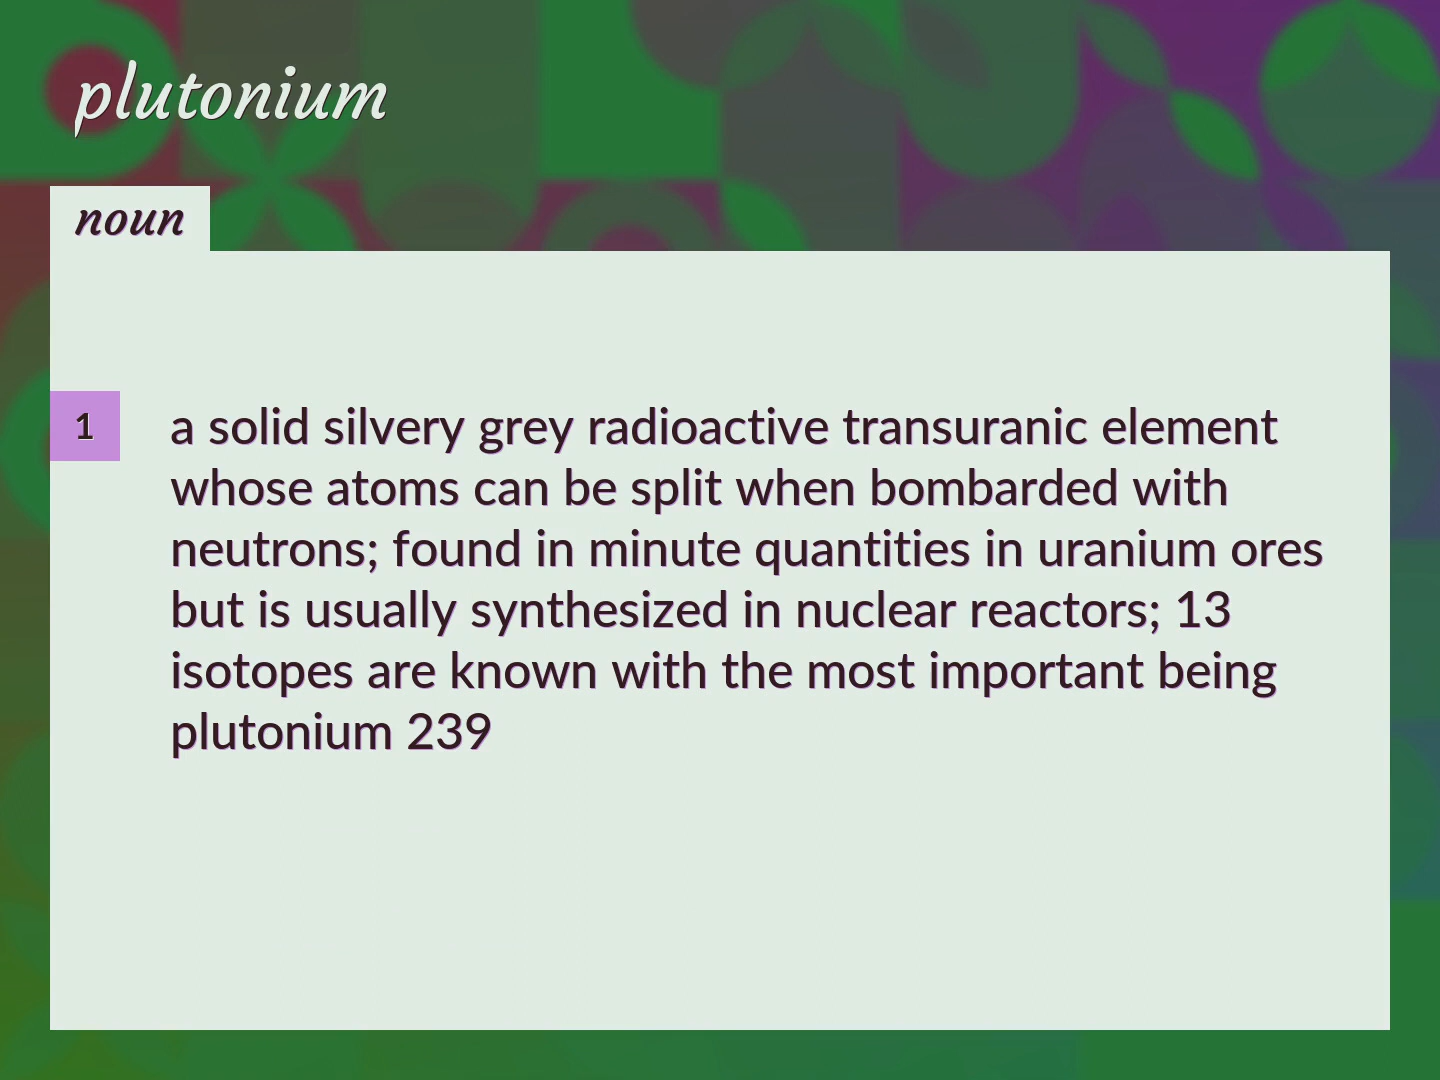 plutonium
noun
1
a solid silvery grey radioactive transuranic element
whose atoms can be split when bombarded with
neutrons; found in minute quantities in uranium ores
but is usually synthesized in nuclear reactors; 13
isotopes are known with the most important being
plutonium 239